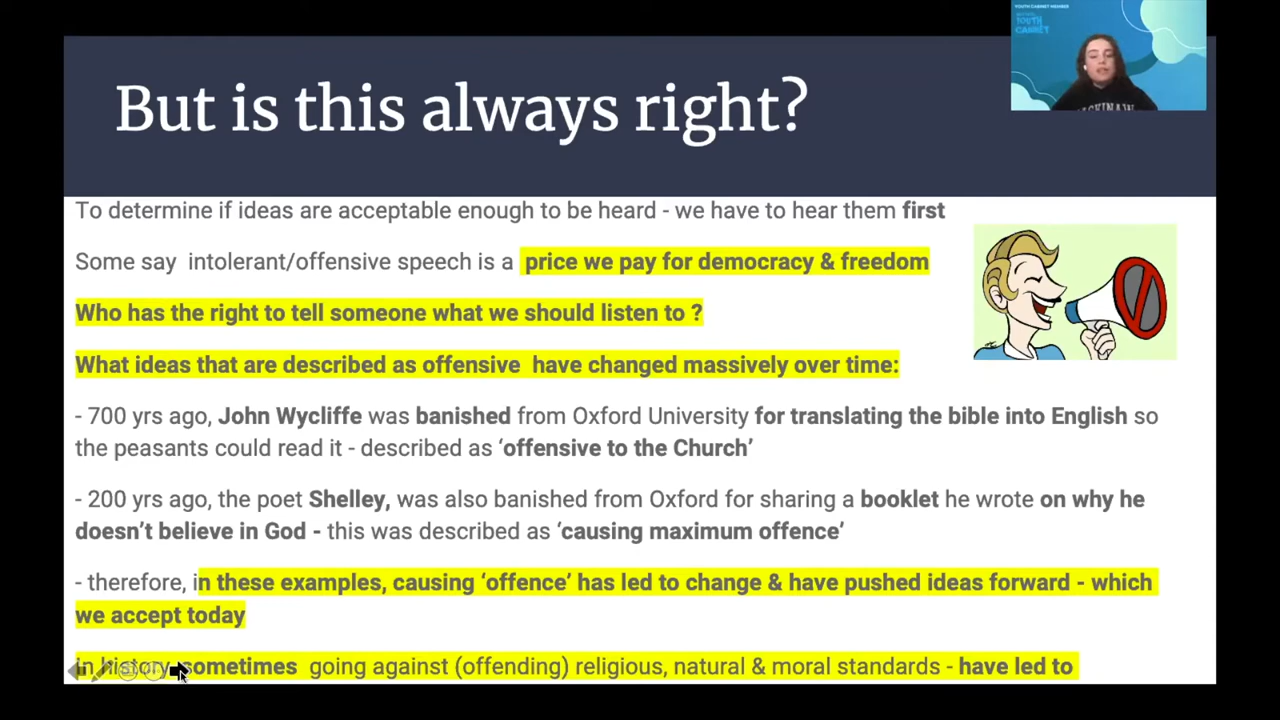 YOUTH CABINET MEMBER
YOUTH
CABINET
But is this always right?
To determine if ideas are acceptable enough to be heard - we have to hear them first
Some say intolerant/offensive speech is a price we pay for democracy & freedom
Who has the right to tell someone what we should listen to ?
What ideas that are described as offensive have changed massively over time:
- 700 yrs ago, John Wycliffe was banished from Oxford University for translating the bible into English so
the peasants could read it - described as ‘offensive to the Church’
- 200 yrs ago, the poet Shelley, was also banished from Oxford for sharing a booklet he wrote on why he
doesn’t believe in God - this was described as ‘causing maximum offence’
- therefore, in these examples, causing ‘offence’ has led to change & have pushed ideas forward - which
we accept today
in history sometimes going against (offending) religious, natural & moral standards - have led to